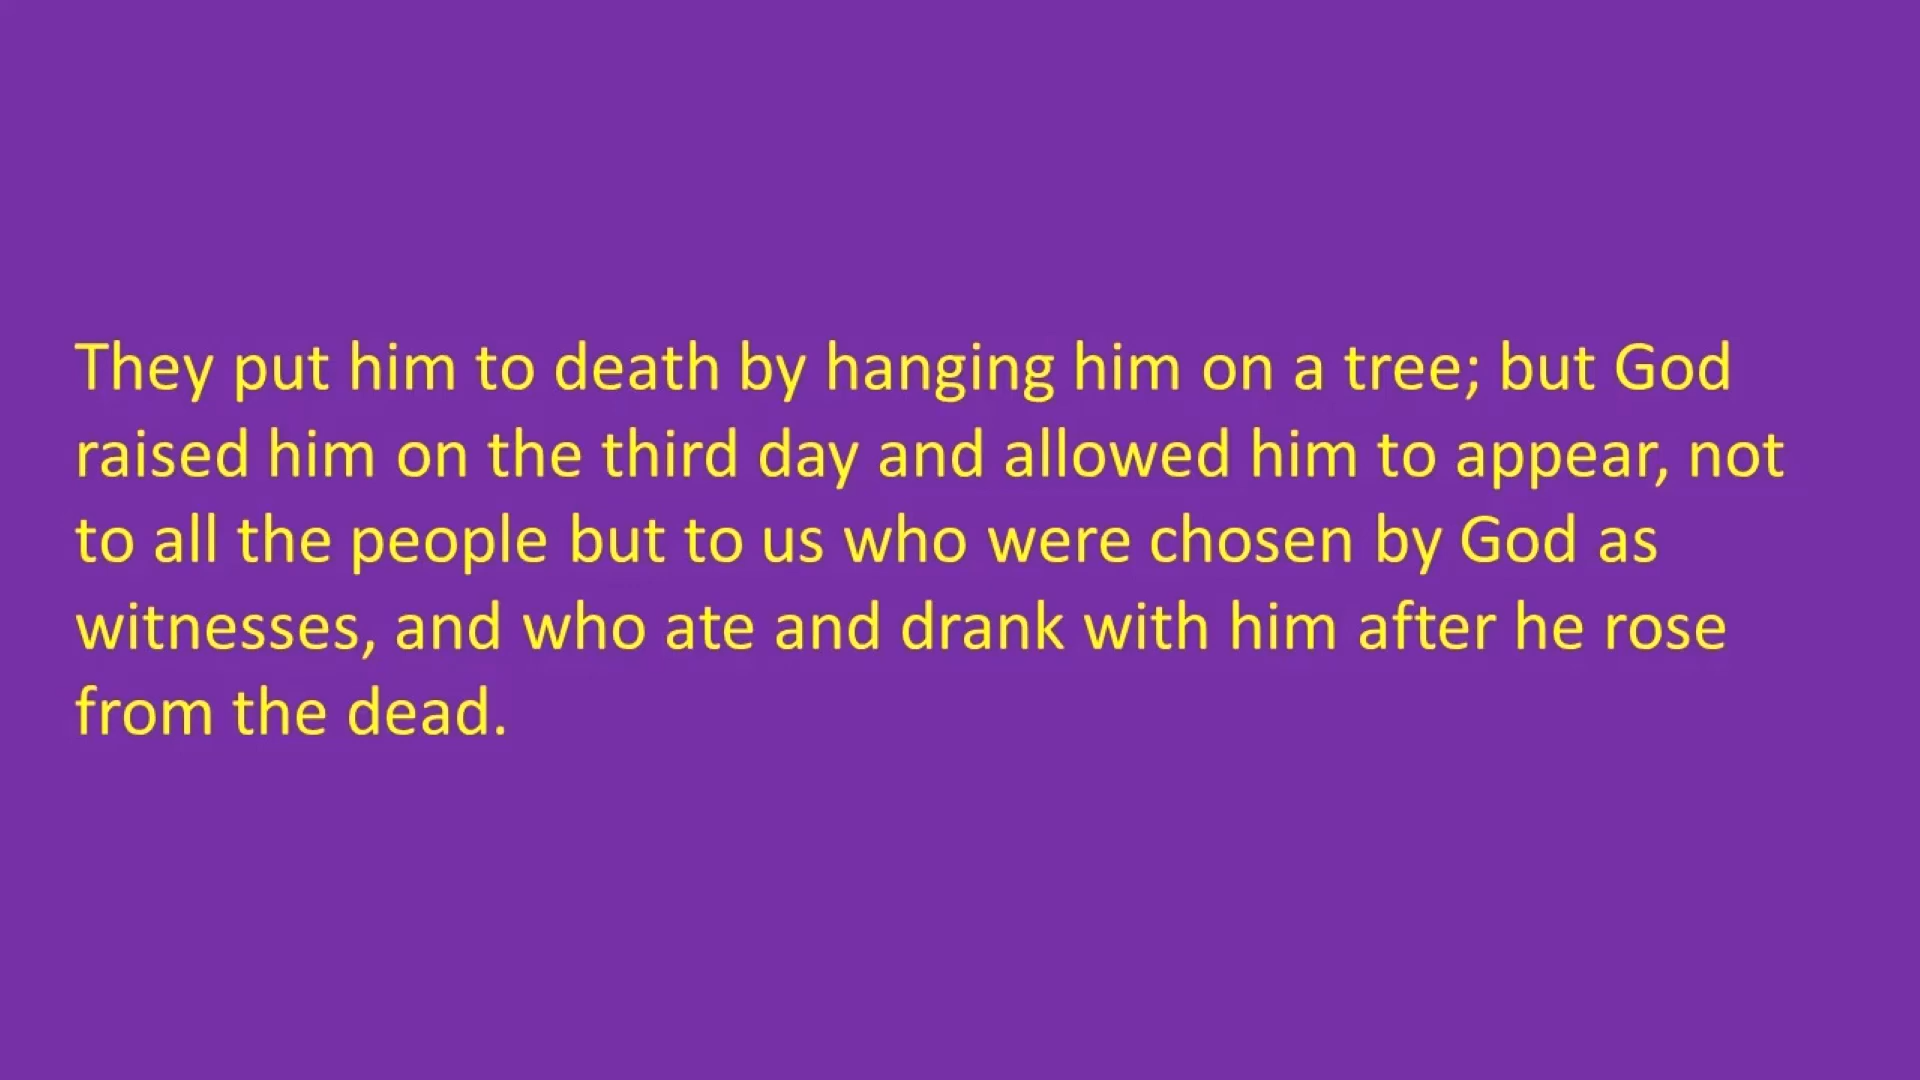 They put him to death by hanging him on a tree; but God
raised him on the third day and allowed him to appear, not
to all the people but to us who were chosen by God as
witnesses, and who ate and drank with him after he rose
from the dead.